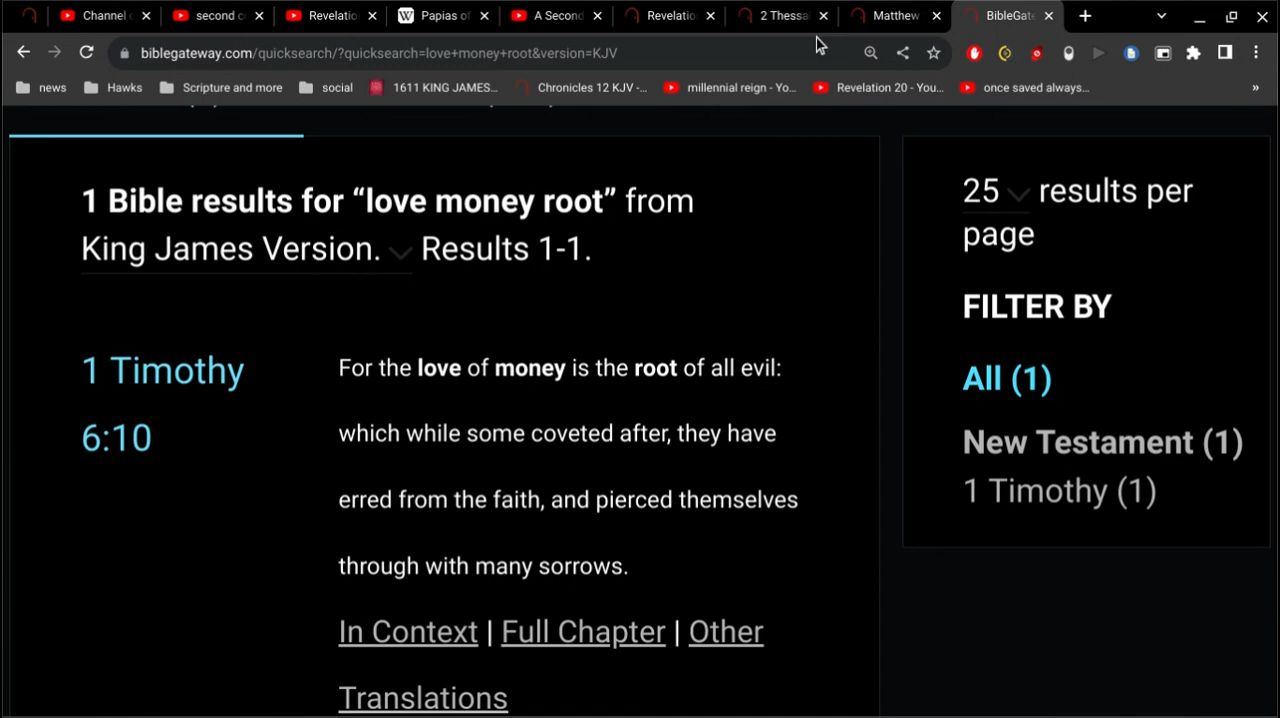 Channel c
second c
Revelatio
W Papias of
A Second
Revelatio
2 Thessa
Matthew
BibleGate
biblegateway.com/quicksearch/?quicksearch=love+money+root&version=KJV
news
Hawks
Scripture and more
social
1611 KING JAMES...
Chronicles 12 KJV -...
millennial reign - Yo...
Revelation 20 - You...
once saved always...
»
1 Bible results for “love money root” from
King James Version. Results 1-1.
1 Timothy
6:10
For the love of money is the root of all evil:
which while some coveted after, they have
erred from the faith, and pierced themselves
through with many sorrows.
In Context | Full Chapter | Other
Translations
25 results per
page
FILTER BY
All (1)
New Testament (1)
1 Timothy (1)